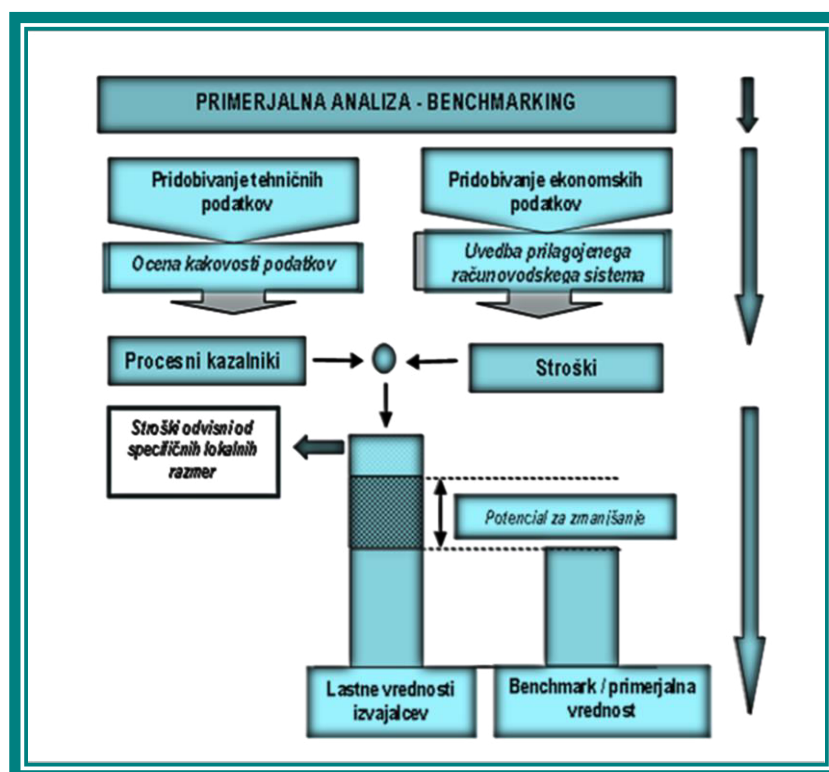 PRIMERJALNA ANALIZA - BENCHMARKING
Pridobivanje tehničnih
podatkov
Pridobivanje ekonomskih
podatkov
Ocena kakovosti podatkov
Uvedba prilagojenega
računovodskega sistema
Procesni kazalniki
Stroški
Stroški odvisni od
specifičnih lokalnih
razmer
Potencial za zmanjšanje
Lastne vrednosti
izvajalcev
Benchmark / primerjalna
vrednost